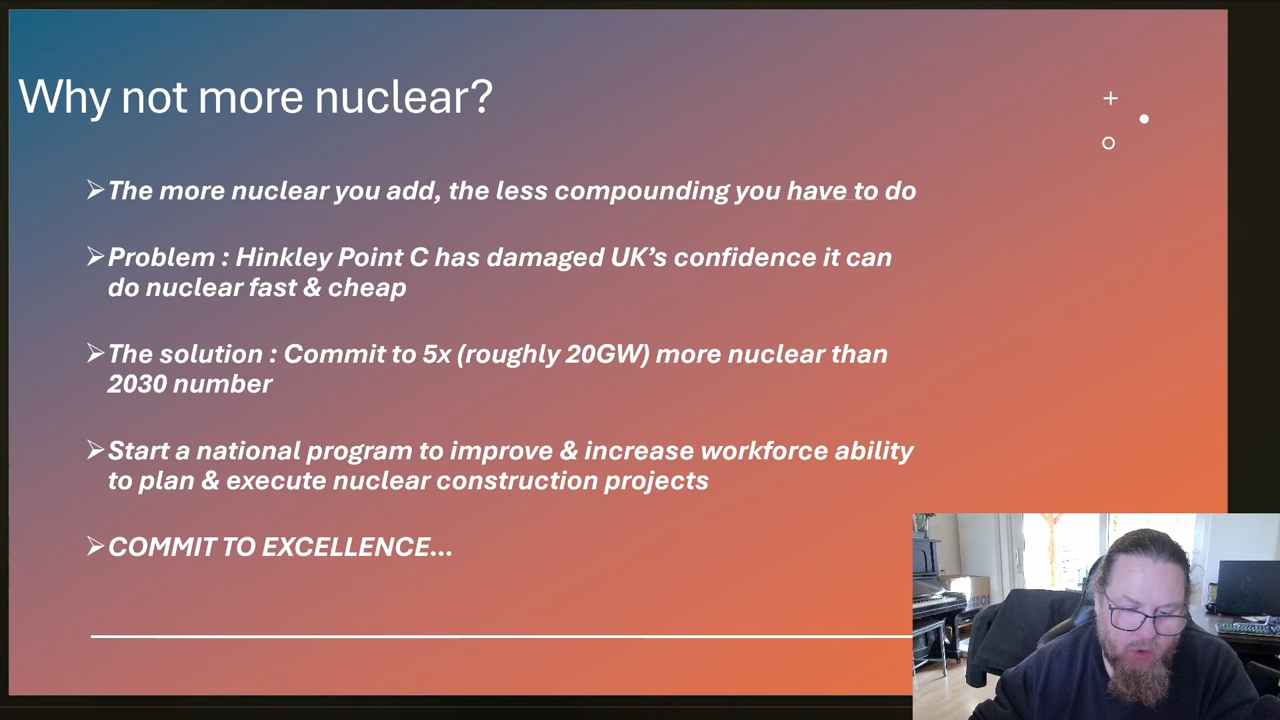 Why not more nuclear?
The more nuclear you add, the less compounding you have to do
Problem : Hinkley Point C has damaged UK’s confidence it can
do nuclear fast & cheap
The solution : Commit to 5x (roughly 20GW) more nuclear than
2030 number
Start a national program to improve & increase workforce ability
to plan & execute nuclear construction projects
COMMIT TO EXCELLENCE...